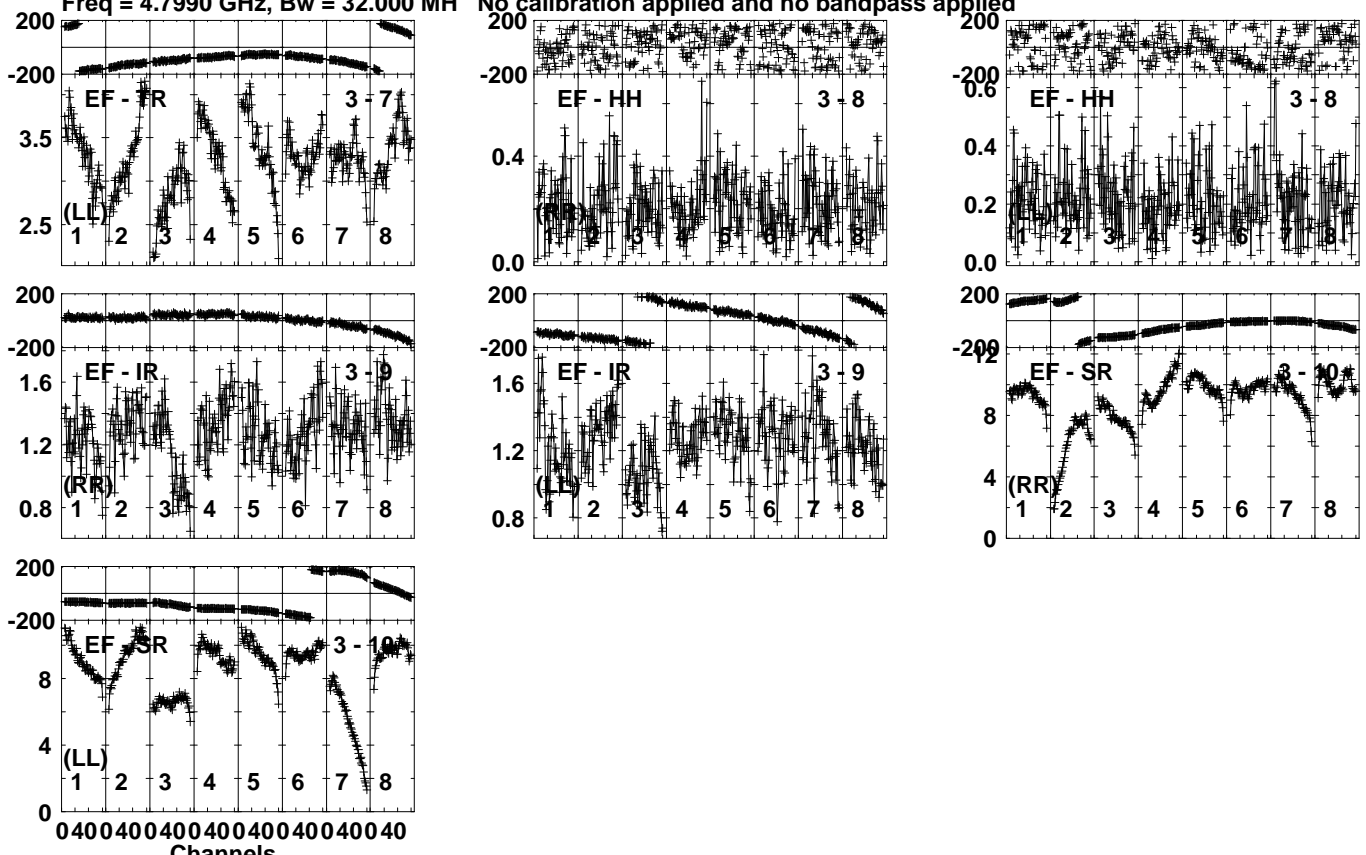 Freq = 4.7990 GHz, Bw = 32.000 MH No calibration applied and no bandpass applied
200
-200
EF - TR 3 - 7
3.5
2.5
(LL)
1 2 3 4 5 6 7 8
200
-200
EF - HH 3 - 8
0.4
0.0
(RR)
1 2 3 4 5 6 7 8
200
-200
0.6
EF - HH 3 - 8
0.4
0.2
0.0
1 2 3 4 5 6 7 8
200
-200
EF - IR 3 - 9
1.6
1.2
0.8
(RR)
1 2 3 4 5 6 7 8
200
-200
EF - IR 3 - 9
1.6
1.2
0.8
(LL)
1 2 3 4 5 6 7 8
200
-200
12
EF - SR 3 - 10
8
4
0
(RR)
1 2 3 4 5 6 7 8
200
-200
EF - SR 3 - 10
8
4
0
(LL)
1 2 3 4 5 6 7 8
0 40 0 40 0 40 0 40 0 40 0 40 0 40 0 40
Channels